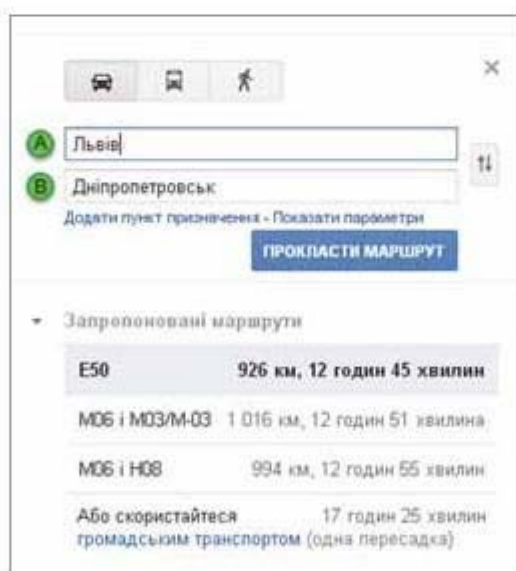 A Львів
B Дніпропетровськ
Додати пункт призначення - Показати параметри
ПРОКЛАСТИ МАРШРУТ
Запропоновані маршрути
E50 926 км, 12 годин 45 хвилин
M06 і M03/M-03 1 016 км, 12 годин 51 хвилина
M06 і H08 994 км, 12 годин 55 хвилин
Або скористайтеся 17 годин 25 хвилин
громадським транспортом (одна пересадка)